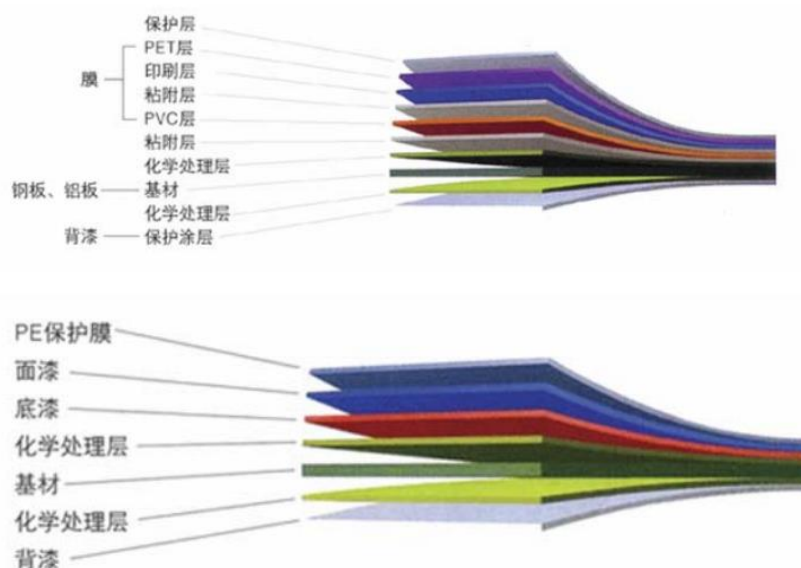 保护层
PET层
膜
印刷层
粘附层
PVC层
粘附层
化学处理层
钢板、铝板
基材
化学处理层
背漆
保护涂层
PE保护膜
面漆
底漆
化学处理层
基材
化学处理层
背漆